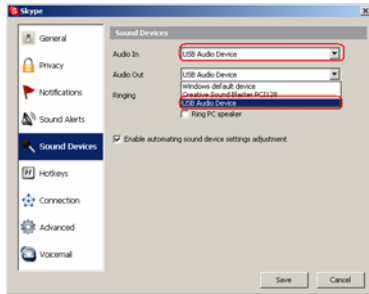 Skype
General
Privacy
Notifications
Sound Alerts
Sound Devices
Hotkeys
Connection
Advanced
Voicemail
Sound Devices
Audio In
USB Audio Device
Audio Out
USB Audio Device
Windows default device
Creative Sound Blaster PCI128
USB Audio Device
Ringing
Ring PC speaker
Enable automating sound device settings adjustment
Save
Cancel